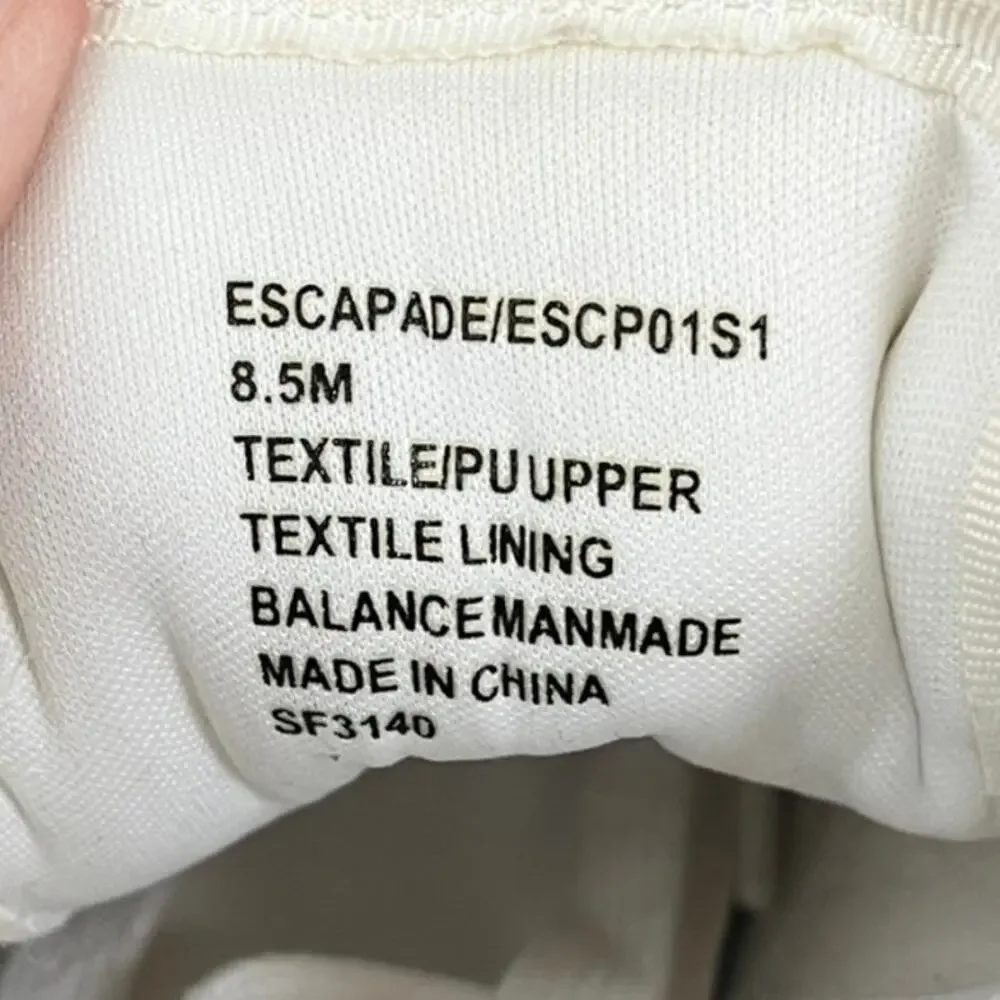 ESCAPADE/ESCP01S1
8.5M
TEXTILE/PU UPPER
TEXTILE LINING
BALANCE MANMADE
MADE IN CHINA
SF3140